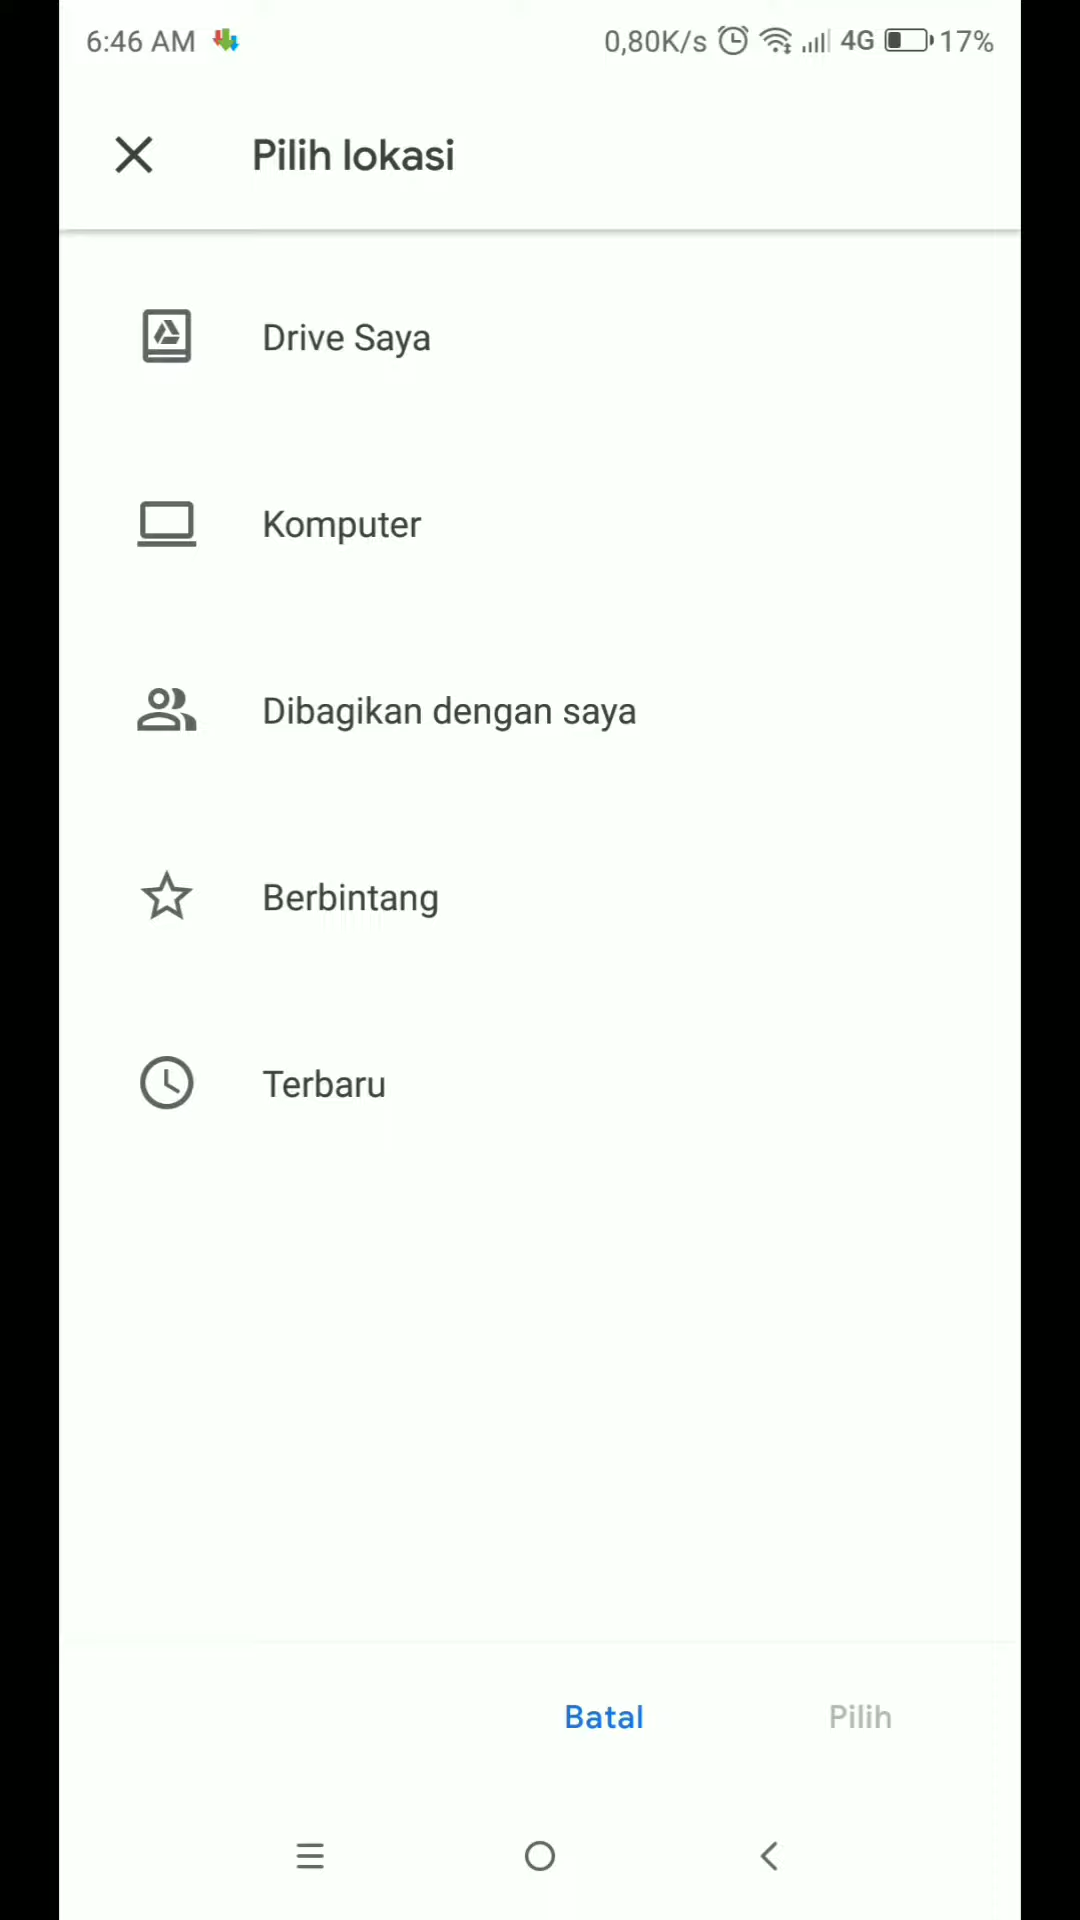 6:46 AM 0,80K/s 4G 17%
Pilih lokasi
Drive Saya
Komputer
Dibagikan dengan saya
Berbintang
Terbaru
Batal Pilih